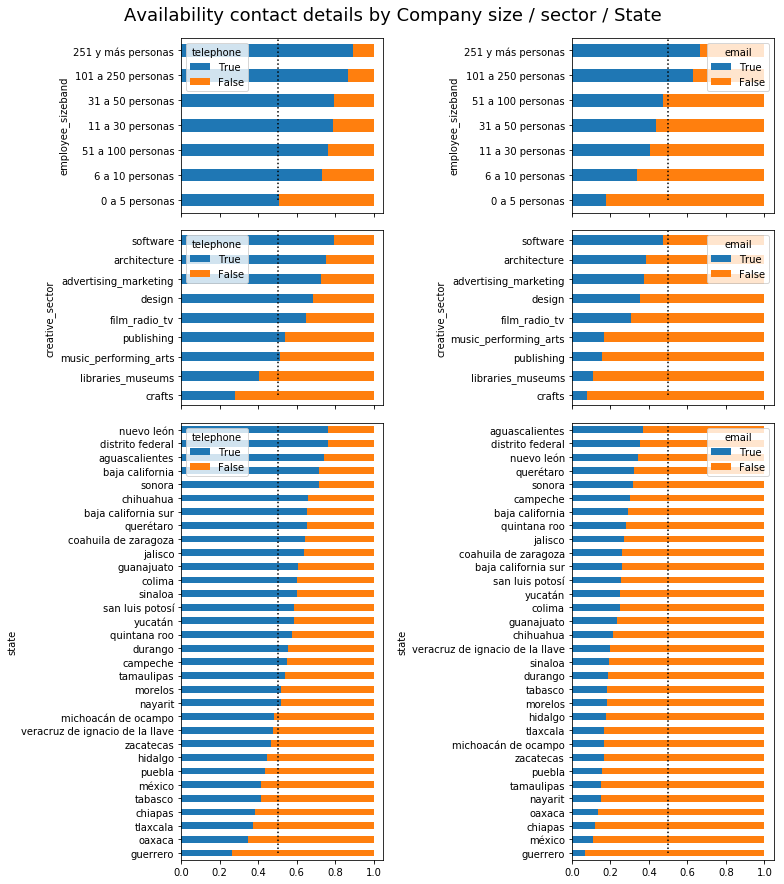 Availability contact details by Company size / sector / State
employee_sizeband
251 y más personas
101 a 250 personas
31 a 50 personas
11 a 30 personas
51 a 100 personas
6 a 10 personas
0 a 5 personas
telephone
True
False
employee_sizeband
251 y más personas
101 a 250 personas
51 a 100 personas
31 a 50 personas
11 a 30 personas
6 a 10 personas
0 a 5 personas
email
True
False
creative_sector
software
architecture
advertising_marketing
design
film_radio_tv
publishing
music_performing_arts
libraries_museums
crafts
telephone
True
False
creative_sector
software
architecture
advertising_marketing
design
film_radio_tv
music_performing_arts
publishing
libraries_museums
crafts
email
True
False
state
nuevo león
distrito federal
aguascalientes
baja california
sonora
chihuahua
baja california sur
querétaro
coahuila de zaragoza
jalisco
guanajuato
colima
sinaloa
san luis potosí
yucatán
quintana roo
durango
campeche
tamaulipas
morelos
nayarit
michoacán de ocampo
veracruz de ignacio de la llave
zacatecas
hidalgo
puebla
méxico
tabasco
chiapas
tlaxcala
oaxaca
guerrero
telephone
True
False
0.0 0.2 0.4 0.6 0.8 1.0
state
aguascalientes
distrito federal
nuevo león
querétaro
sonora
campeche
baja california
quintana roo
jalisco
coahuila de zaragoza
baja california sur
san luis potosí
yucatán
colima
guanajuato
chihuahua
veracruz de ignacio de la llave
sinaloa
durango
tabasco
morelos
hidalgo
tlaxcala
michoacán de ocampo
zacatecas
puebla
tamaulipas
nayarit
oaxaca
chiapas
méxico
guerrero
email
True
False
0.0 0.2 0.4 0.6 0.8 1.0